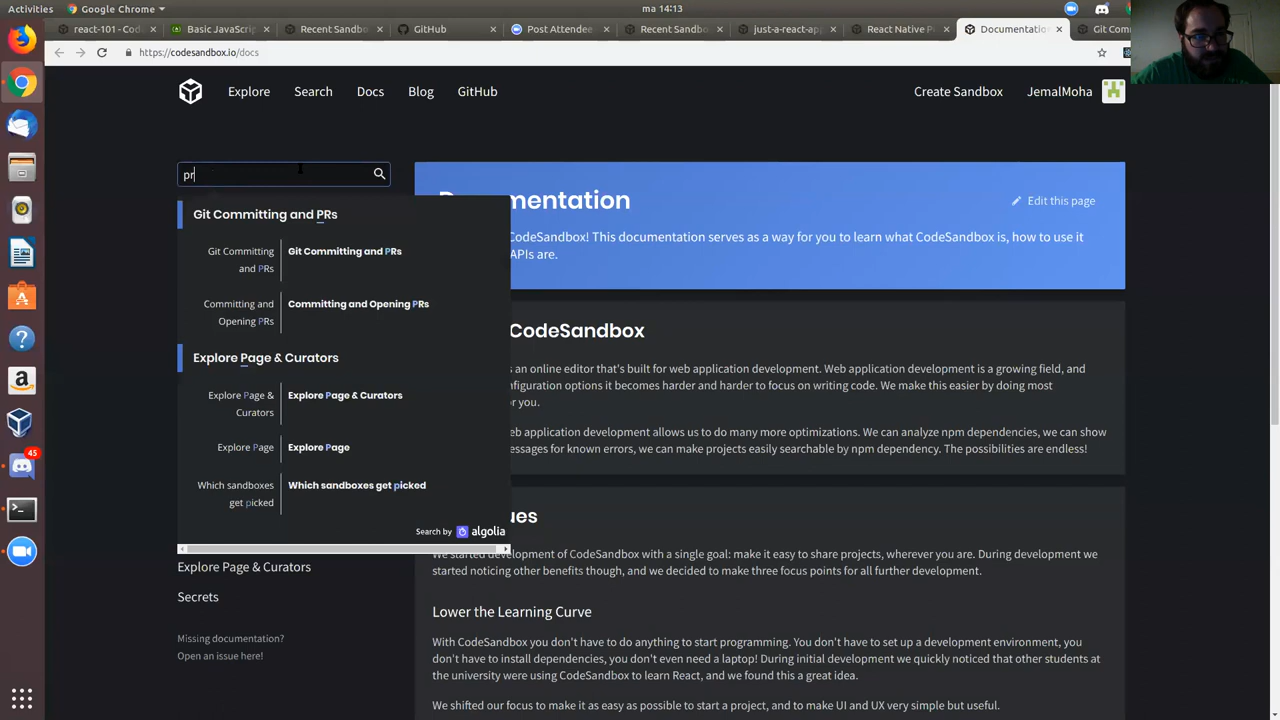 Activities
Google Chrome ▾
ma 14:13
react-101 - Code
Basic JavaScrip
Recent Sandbo
GitHub
Post Attendee
Recent Sandbo
just-a-react-app
React Native P
Documentation
Git Comm
https://codesandbox.io/docs
Explore
Search
Docs
Blog
GitHub
Create Sandbox
JemalMoha
pr
Git Committing and PRs
Git Committing
and PRs
Git Committing and PRs
Committing and
Opening PRs
Committing and Opening PRs
Explore Page & Curators
Explore Page &
Curators
Explore Page & Curators
Explore Page
Explore Page
Which sandboxes
get picked
Which sandboxes get picked
Search by algolia
Explore Page & Curators
Secrets
Missing documentation?
Open an issue here!
mentation
Edit this page
CodeSandbox! This documentation serves as a way for you to learn what CodeSandbox is, how to use it
APIs are.
CodeSandbox
an online editor that's built for web application development. Web application development is a growing field, and
nfiguration options it becomes harder and harder to focus on writing code. We make this easier by doing most
or you.
eb application development allows us to do many more optimizations. We can analyze npm dependencies, we can show
essages for known errors, we can make projects easily searchable by npm dependency. The possibilities are endless!
ues
We started development of CodeSandbox with a single goal: make it easy to share projects, wherever you are. During development we
started noticing other benefits though, and we decided to make three focus points for all further development.
Lower the Learning Curve
With CodeSandbox you don't have to do anything to start programming. You don't have to set up a development environment, you
don't have to install dependencies, you don't even need a laptop! During initial development we quickly noticed that other students at
the university were using CodeSandbox to learn React, and we found this a great idea.
We shifted our focus to make it as easy as possible to start a project, and to make UI and UX very simple but useful.
45